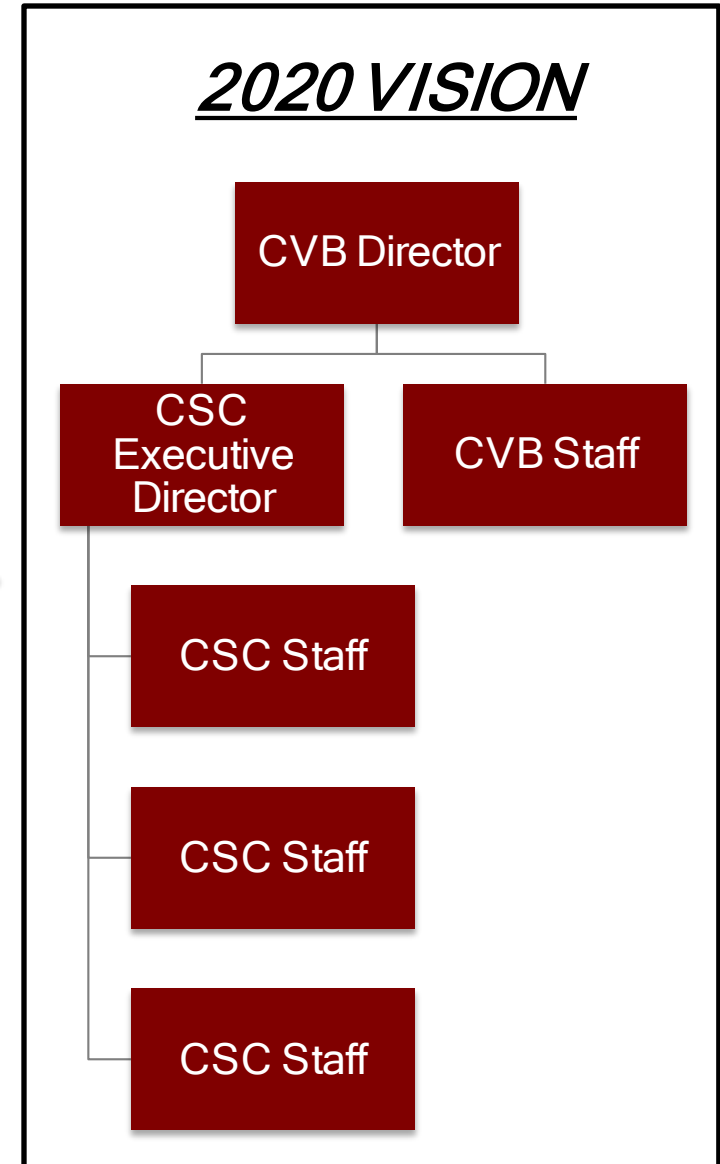 2020 VISION
CVB Director
CSC
Executive
Director
CVB Staff
CSC Staff
CSC Staff
CSC Staff